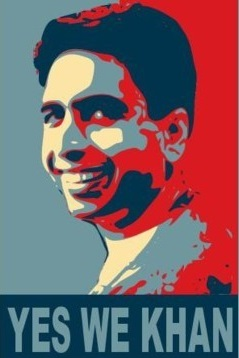 YES WE KHAN